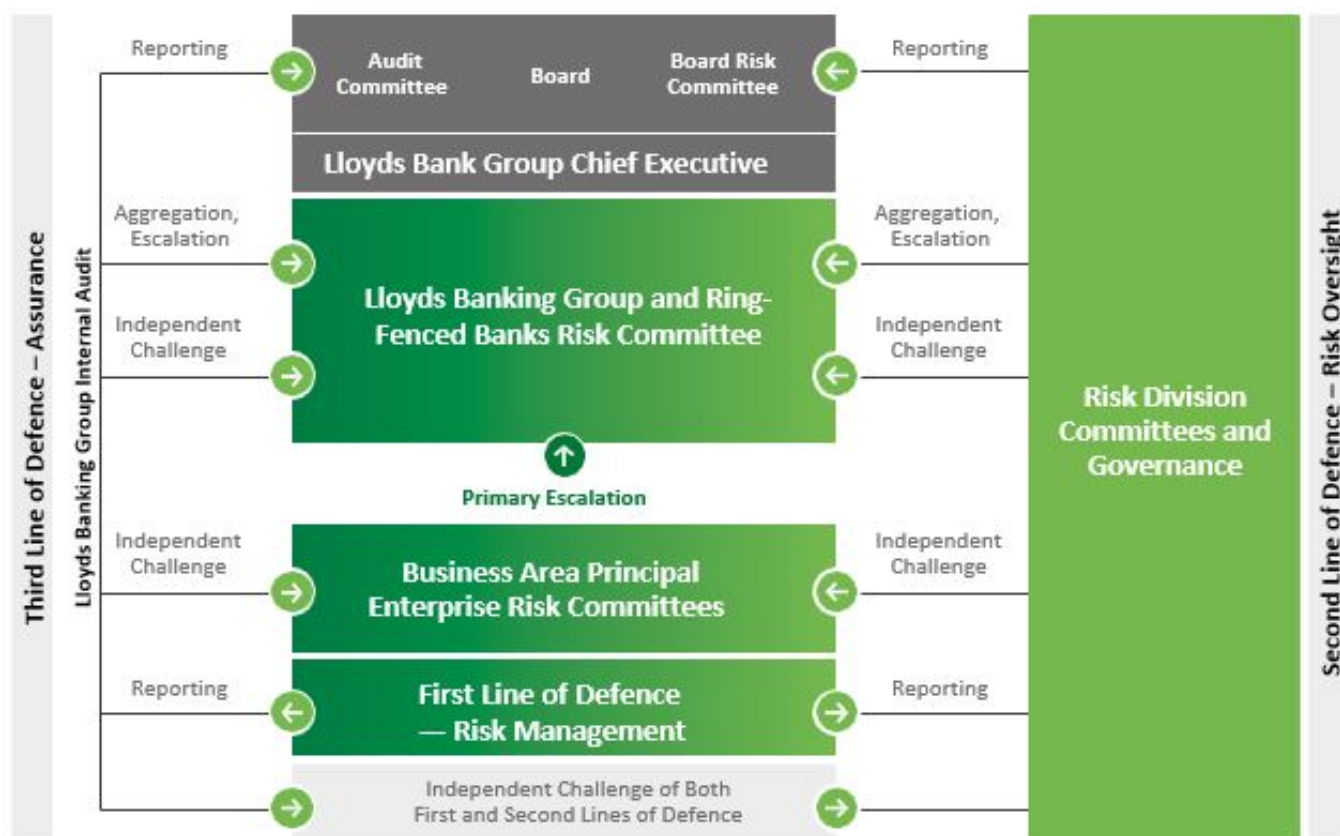 Third Line of Defence – Assurance
Lloyds Banking Group Internal Audit
Reporting
Audit
Committee
Board
Board Risk
Committee
Reporting
Lloyds Bank Group Chief Executive
Aggregation,
Escalation
Aggregation,
Escalation
Lloyds Banking Group and Ring-
Fenced Banks Risk Committee
Independent
Challenge
Independent
Challenge
Primary Escalation
Independent
Challenge
Business Area Principal
Enterprise Risk Committees
Independent
Challenge
Reporting
First Line of Defence
— Risk Management
Reporting
Independent Challenge of Both
First and Second Lines of Defence
Risk Division
Committees and
Governance
Second Line of Defence – Risk Oversight